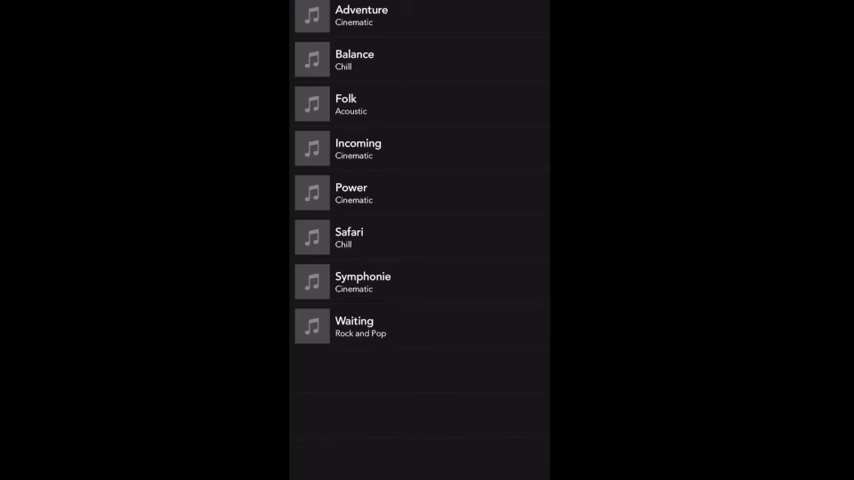 Adventure
Cinematic
Balance
Chill
Folk
Acoustic
Incoming
Cinematic
Power
Cinematic
Safari
Chill
Symphonie
Cinematic
Waiting
Rock and Pop